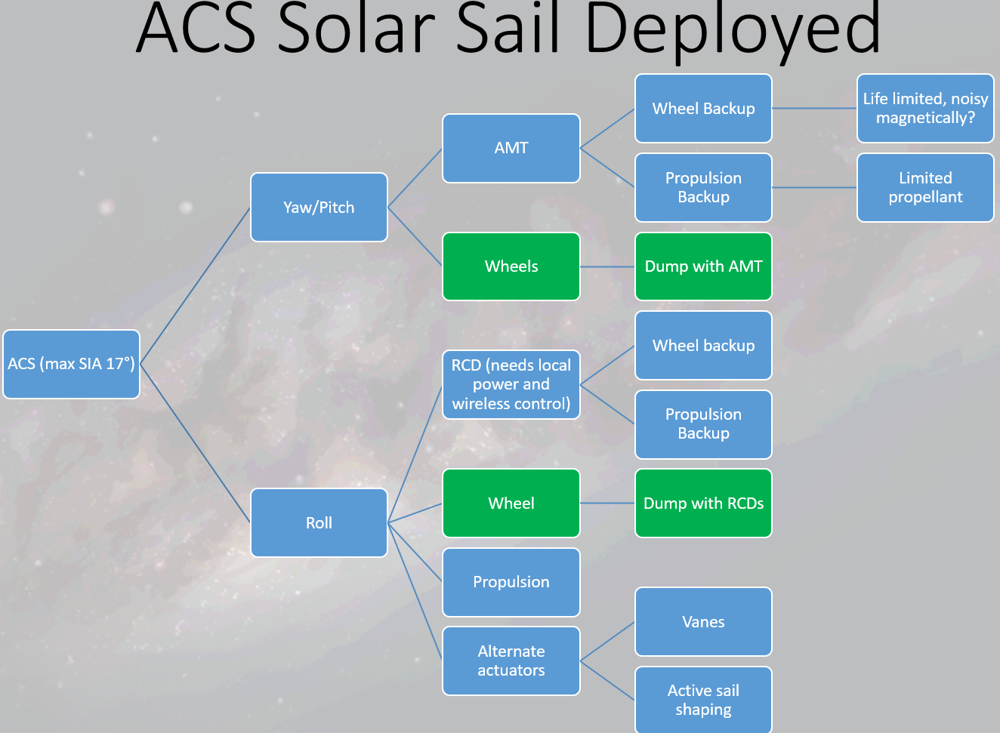 ACS Solar Sail Deployed
ACS (max SIA 17°)
Yaw/Pitch
AMT
Wheel Backup
Life limited, noisy
magnetically?
Propulsion
Backup
Limited
propellant
Wheels
Dump with AMT
Roll
RCD (needs local
power and
wireless control)
Wheel backup
Propulsion
Backup
Wheel
Dump with RCDs
Propulsion
Alternate
actuators
Vanes
Active sail
shaping